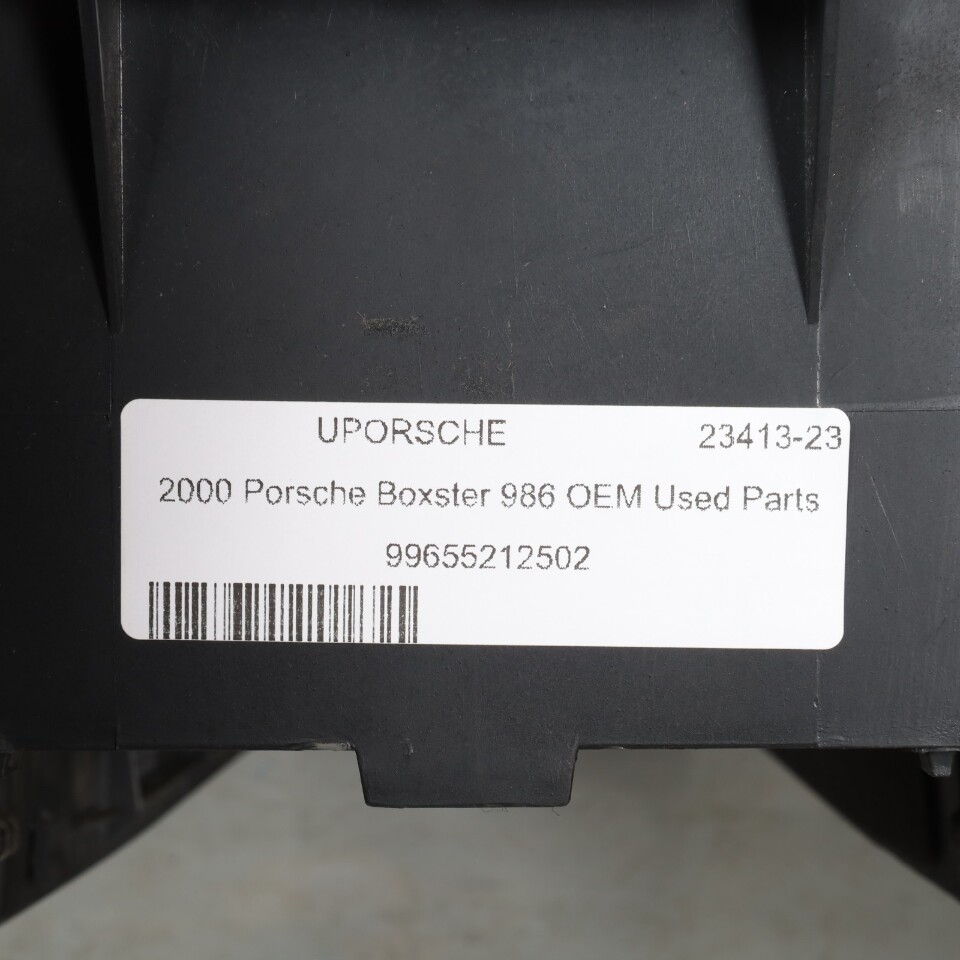 UPORSCHE 23413-23
2000 Porsche Boxster 986 OEM Used Parts
99655212502